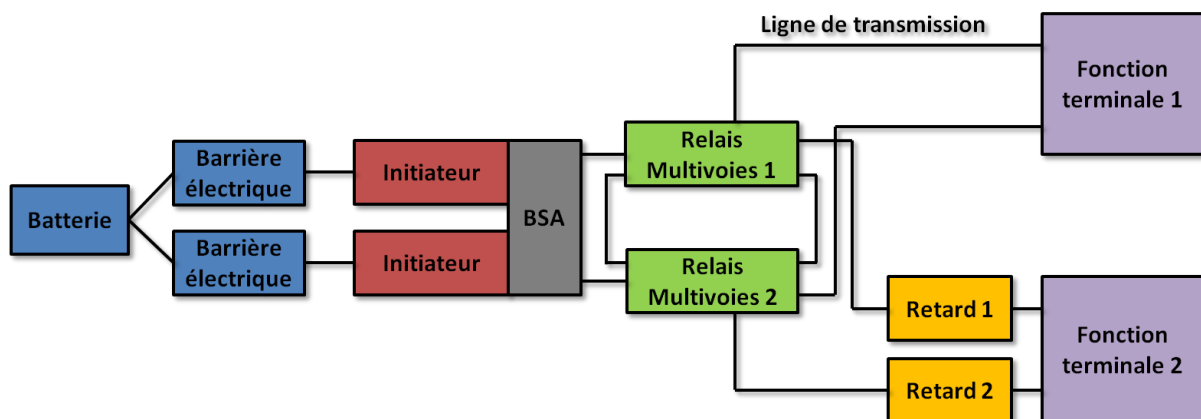 Ligne de transmission
Fonction
terminale 1
Relais
Multivoies 1
Barrière
électrique
Initiateur
Batterie
BSA
Barrière
électrique
Initiateur
Relais
Multivoies 2
Retard 1
Fonction
terminale 2
Retard 2